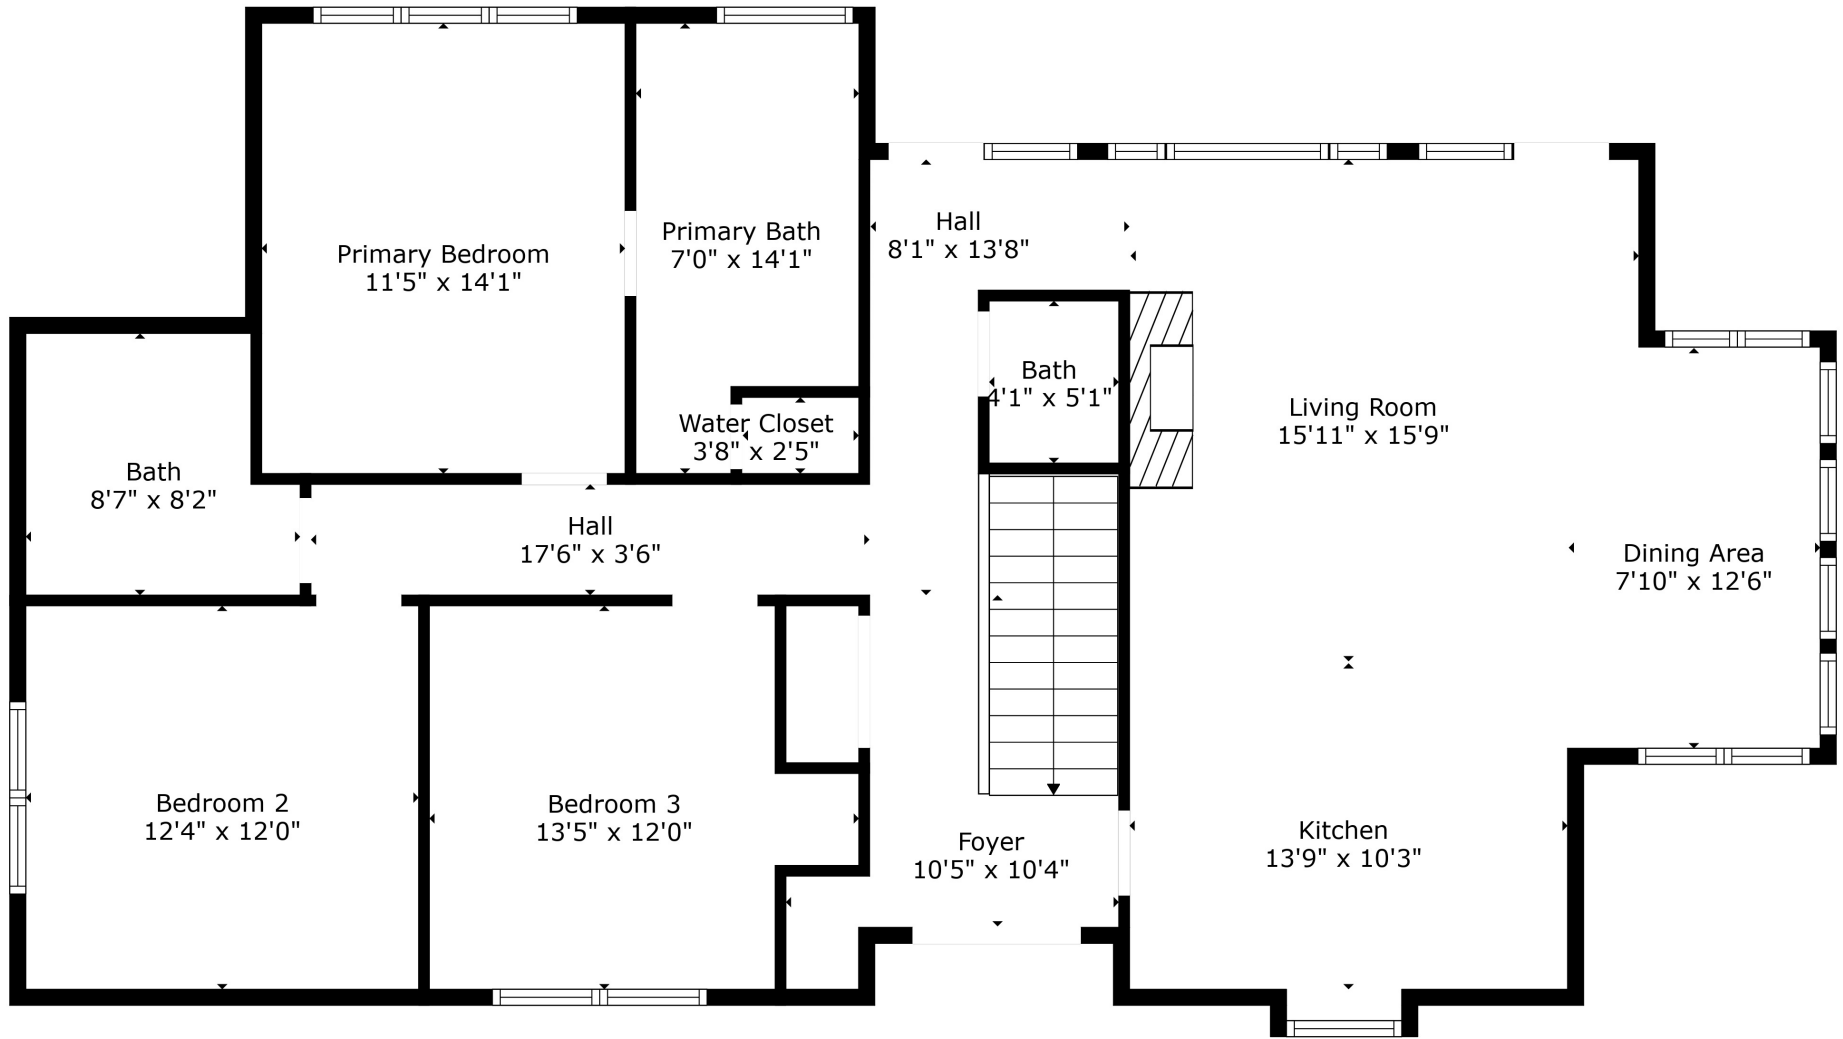 Primary Bedroom
11'5" x 14'1"
Primary Bath
7'0" x 14'1"
Hall
8'1" x 13'8"
Bath
4'1" x 5'1"
Living Room
15'11" x 15'9"
Water Closet
3'8" x 2'5"
Bath
8'7" x 8'2"
Hall
17'6" x 3'6"
Dining Area
7'10" x 12'6"
Bedroom 2
12'4" x 12'0"
Bedroom 3
13'5" x 12'0"
Foyer
10'5" x 10'4"
Kitchen
13'9" x 10'3"